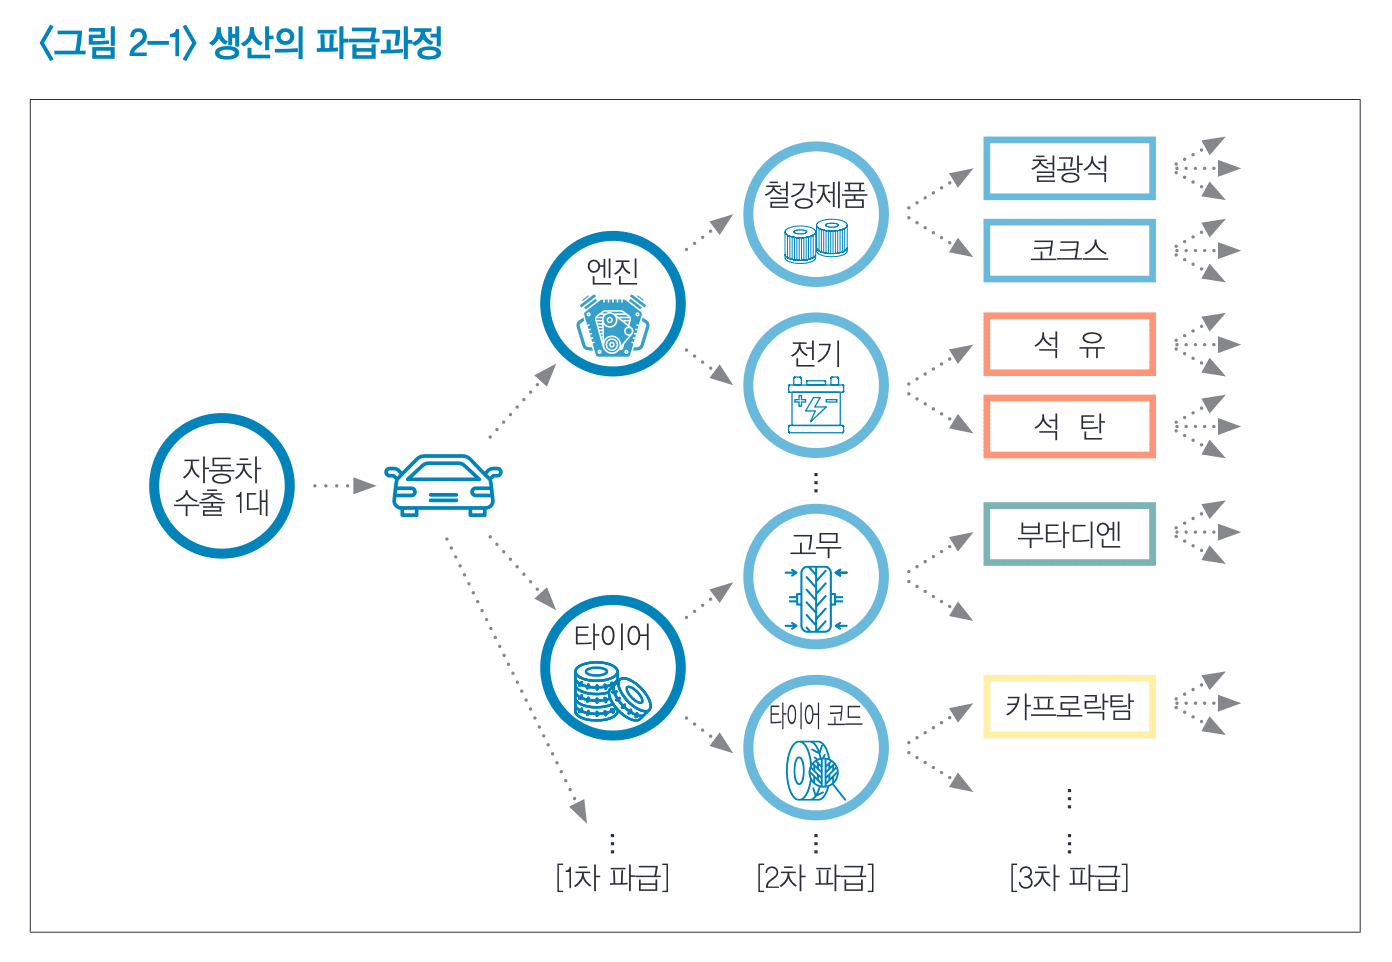 <그림 2-1> 생산의 파급과정
자동차
수출 1대
엔진
타이어
철강제품
전기
고무
타이어 코드
철광석
코크스
석 유
석 탄
부타디엔
카프로락탐
[1차 파급]
[2차 파급]
[3차 파급]